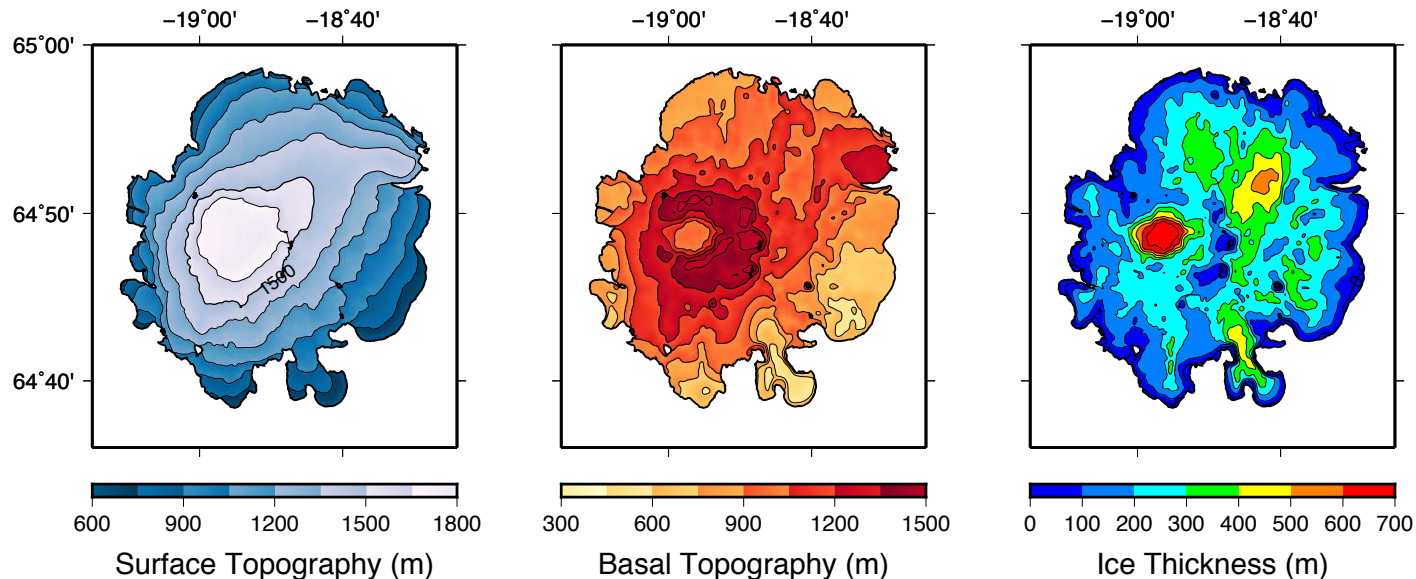 −19˚00' −18˚40' −19˚00' −18˚40' −19˚00' −18˚40'
65˚00'
64˚50'
1500
64˚40'
600 900 1200 1500 1800 300 600 900 1200 1500 0 100 200 300 400 500 600 700
Surface Topography (m) Basal Topography (m) Ice Thickness (m)